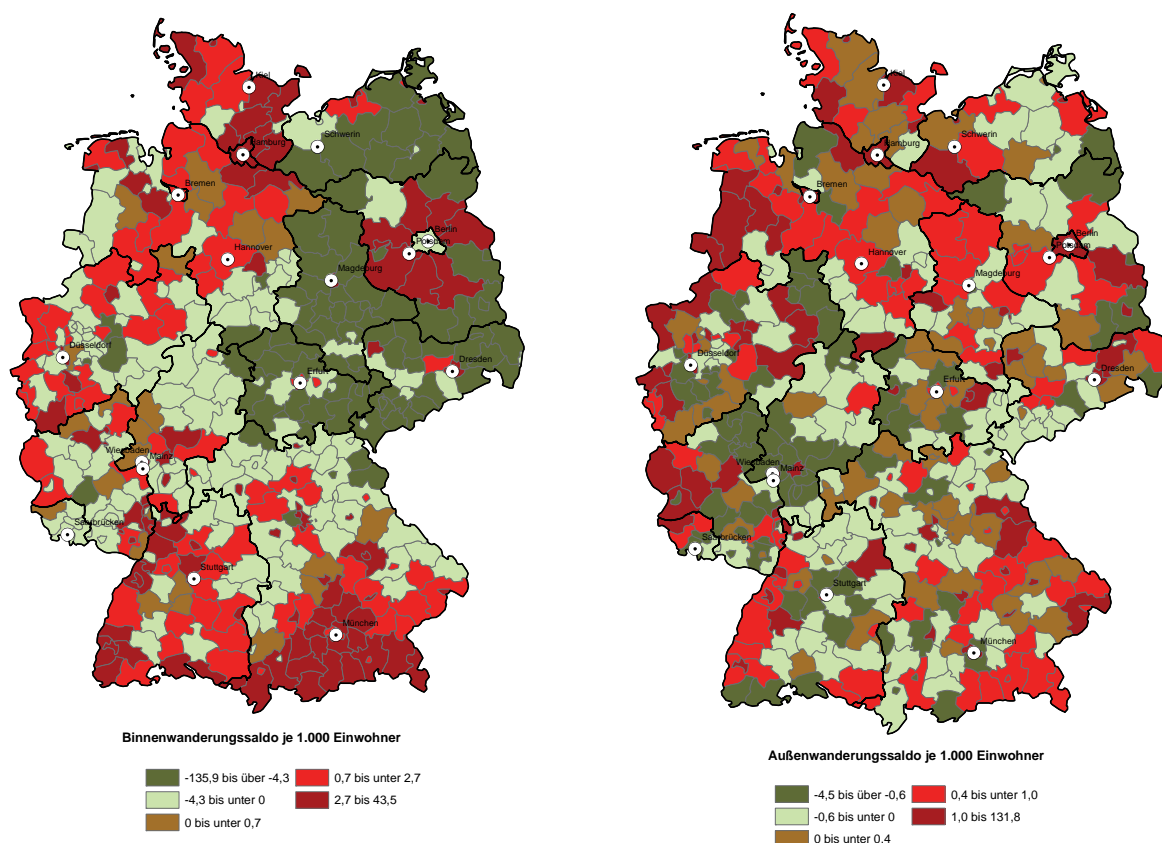 Kiel
Schwerin
Hamburg
Bremen
Berlin
Potsdam
Hannover
Magdeburg
Düsseldorf
Dresden
Erfurt
Wiesbaden
Mainz
Saarbrücken
Stuttgart
München
Binnenwanderungssaldo je 1.000 Einwohner
-135,9 bis über -4,3
0,7 bis unter 2,7
-4,3 bis unter 0
2,7 bis 43,5
0 bis unter 0,7
Kiel
Schwerin
Hamburg
Bremen
Berlin
Potsdam
Hannover
Magdeburg
Düsseldorf
Dresden
Erfurt
Wiesbaden
Mainz
Saarbrücken
Stuttgart
München
Außenwanderungssaldo je 1.000 Einwohner
-4,5 bis über -0,6
0,4 bis unter 1,0
-0,6 bis unter 0
1,0 bis 131,8
0 bis unter 0,4